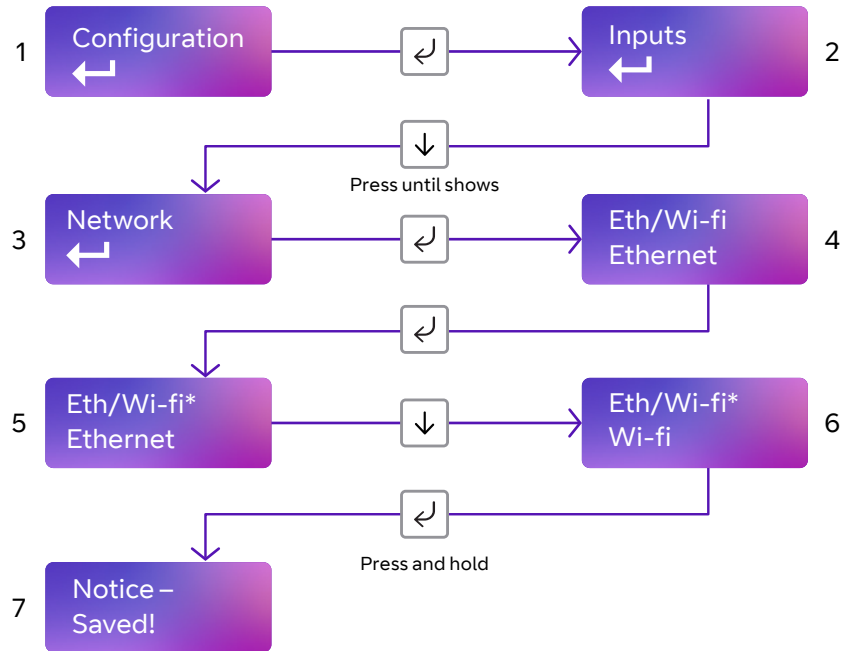 1
Configuration
Inputs
2
Press until shows
3
Network
Eth/Wi-fi
Ethernet
4
5
Eth/Wi-fi*
Ethernet
Eth/Wi-fi*
Wi-fi
6
Press and hold
7
Notice –
Saved!